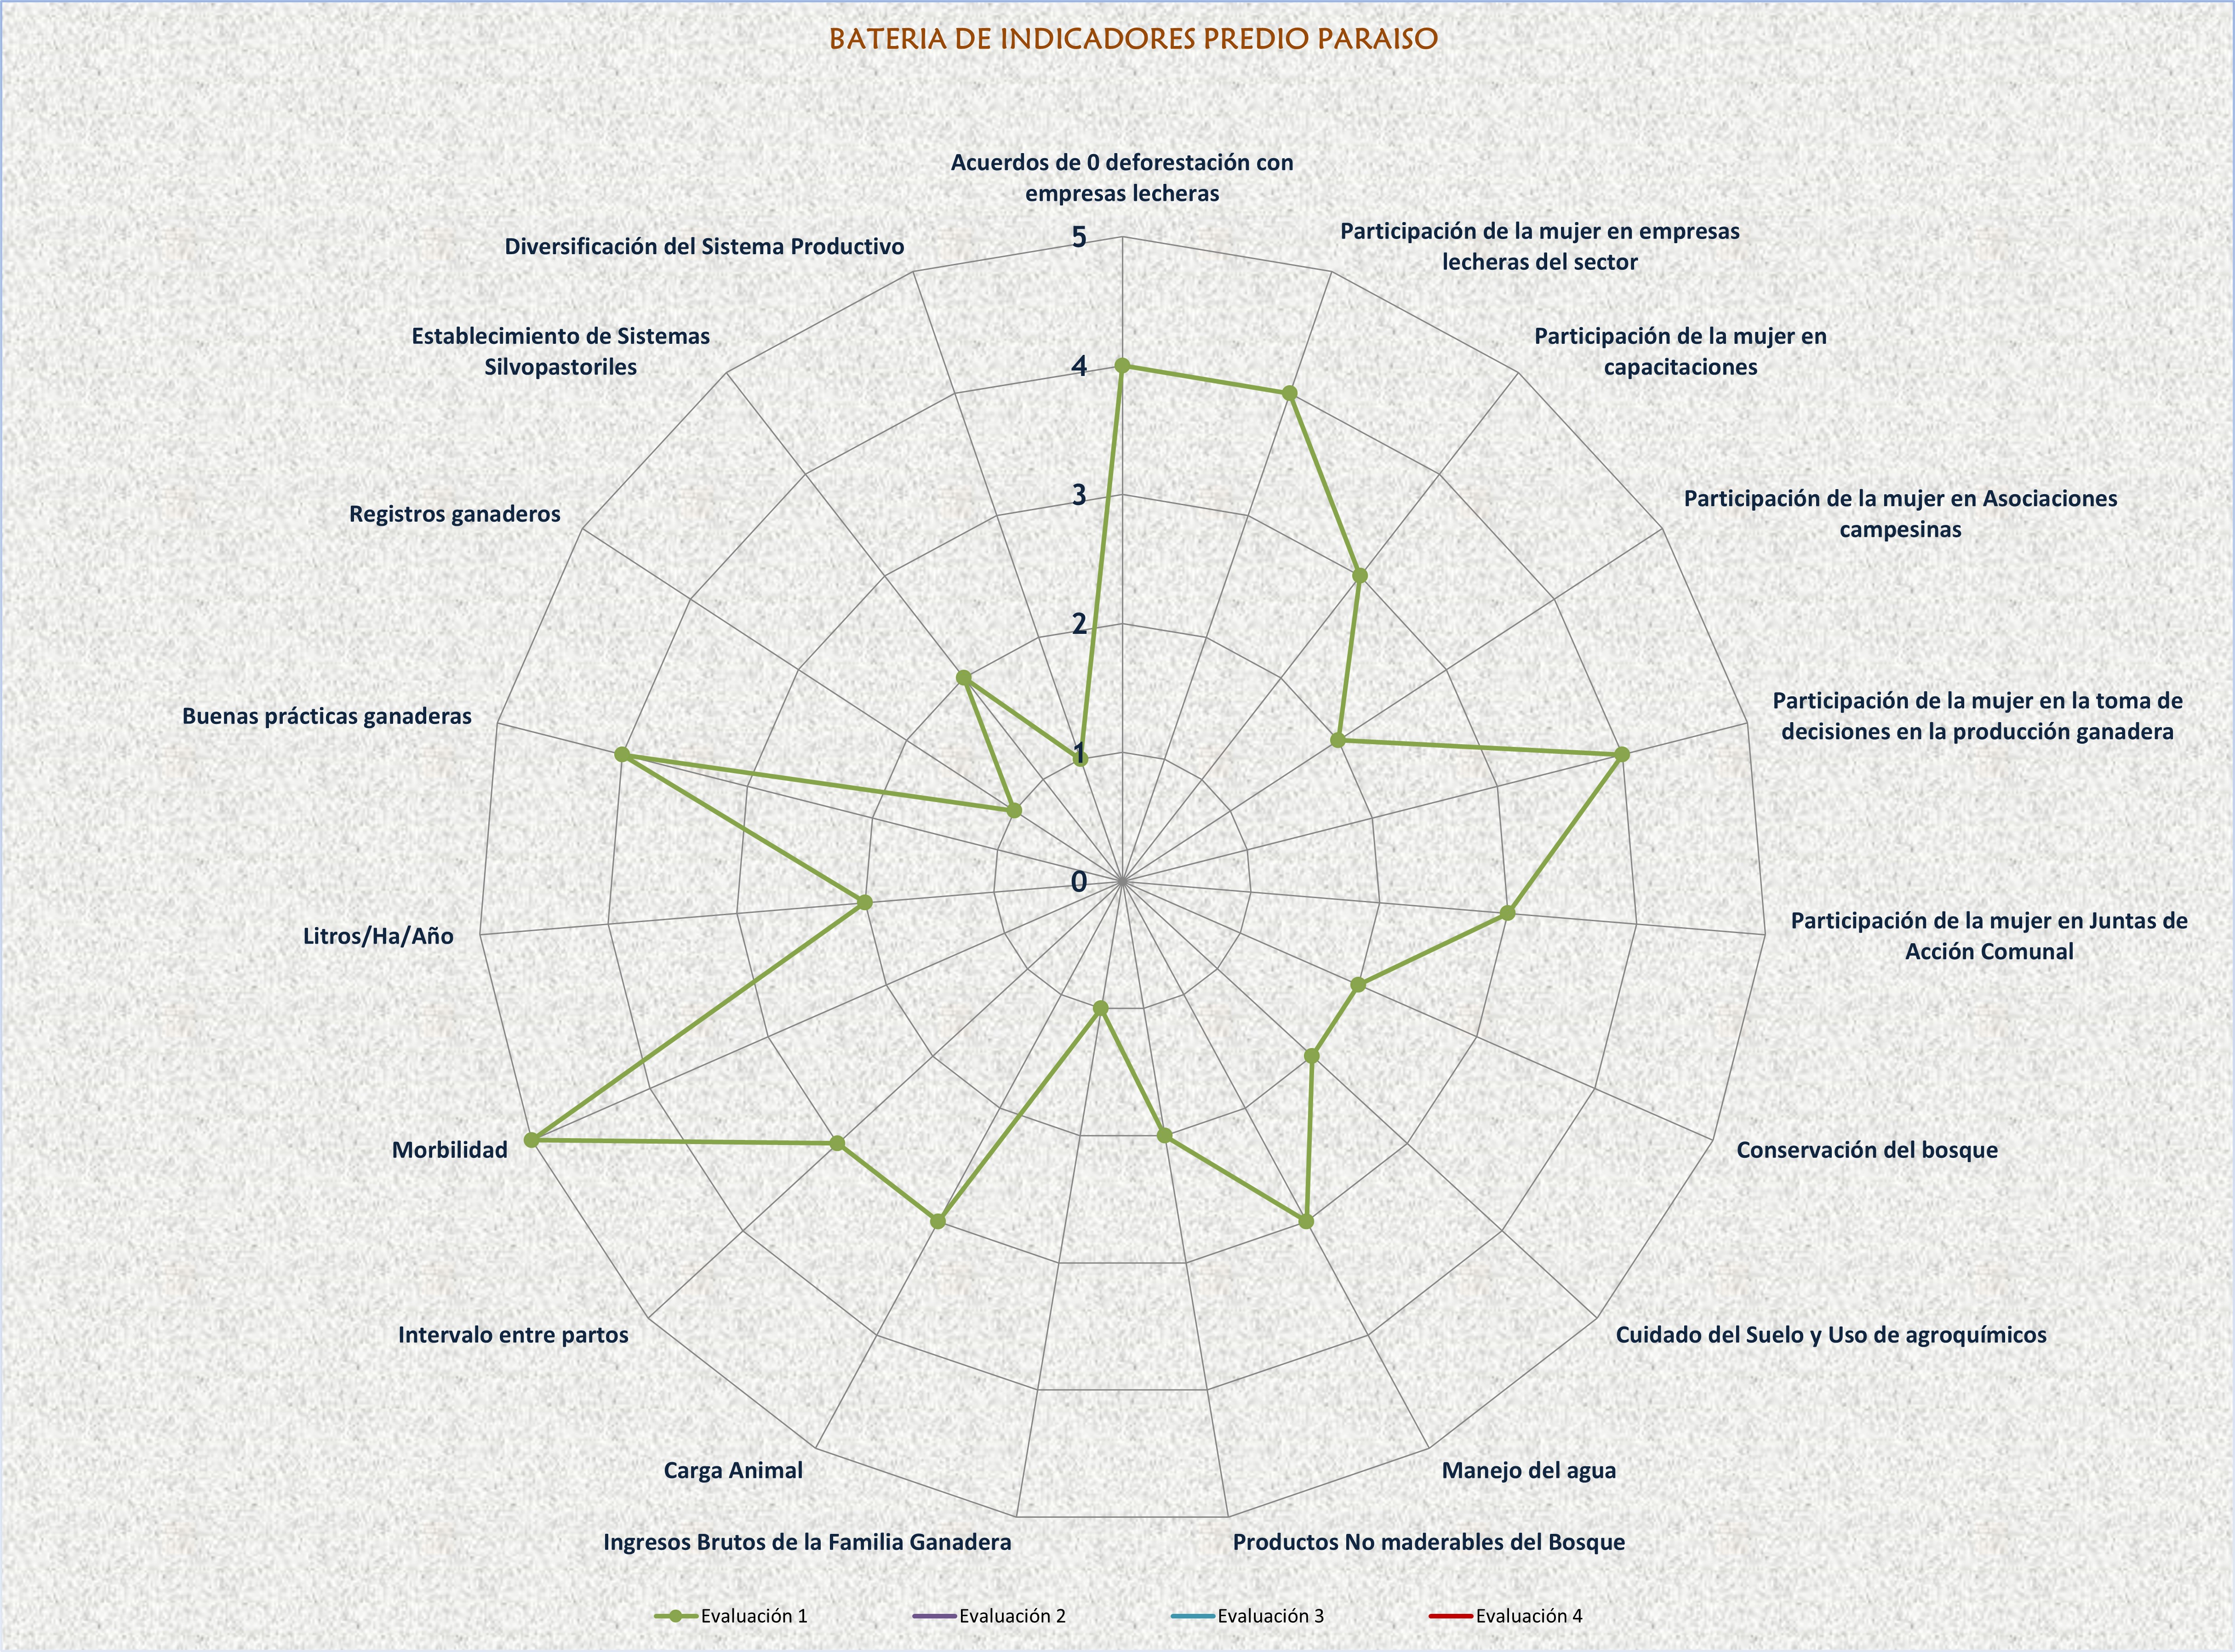 BATERIA DE INDICADORES PREDIO PARAISO
Acuerdos de 0 deforestación con
empresas lecheras
Participación de la mujer en empresas
lecheras del sector
Participación de la mujer en
capacitaciones
Participación de la mujer en Asociaciones
campesinas
Participación de la mujer en la toma de
decisiones en la producción ganadera
Participación de la mujer en Juntas de
Acción Comunal
Conservación del bosque
Cuidado del Suelo y Uso de agroquímicos
Manejo del agua
Productos No maderables del Bosque
Ingresos Brutos de la Familia Ganadera
Carga Animal
Intervalo entre partos
Morbilidad
Litros/Ha/Año
Buenas prácticas ganaderas
Registros ganaderos
Establecimiento de Sistemas
Silvopastoriles
Diversificación del Sistema Productivo
5
4
3
2
1
0
Evaluación 1
Evaluación 2
Evaluación 3
Evaluación 4